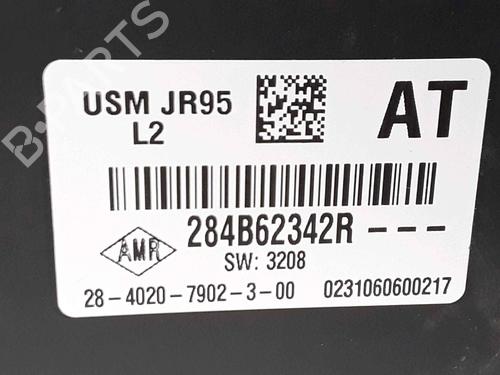 B-PARTS
USM JR95
L2
AT
284B62342R---
AMR
SW: 3208
28-4020-7902-3-00 0231060600217